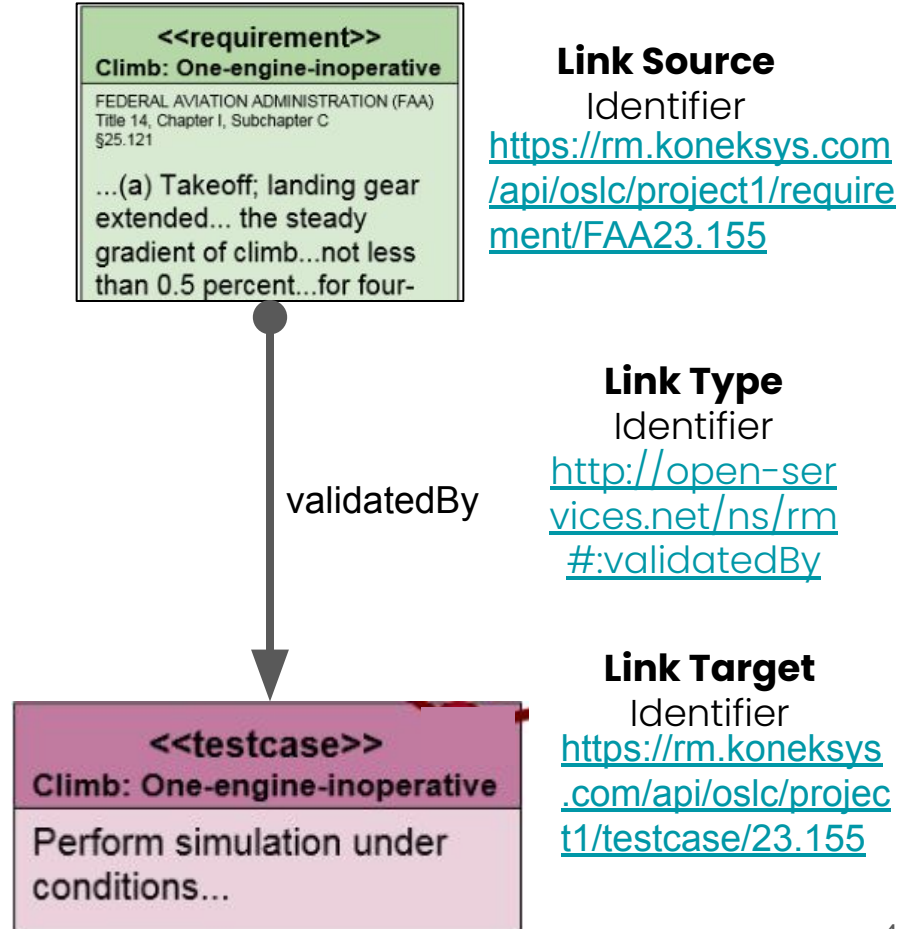 <<requirement>>
Climb: One-engine-inoperative
FEDERAL AVIATION ADMINISTRATION (FAA)
Title 14, Chapter I, Subchapter C
§25.121
...(a) Takeoff; landing gear
extended... the steady
gradient of climb...not less
than 0.5 percent...for four-
Link Source
Identifier
https://rm.koneksys.com
/api/oslc/project1/require
ment/FAA23.155
validatedBy
Link Type
Identifier
http://open-ser
vices.net/ns/rm
#:validatedBy
<<testcase>>
Climb: One-engine-inoperative
Perform simulation under
conditions...
Link Target
Identifier
https://rm.koneksys
.com/api/oslc/projec
t1/testcase/23.155